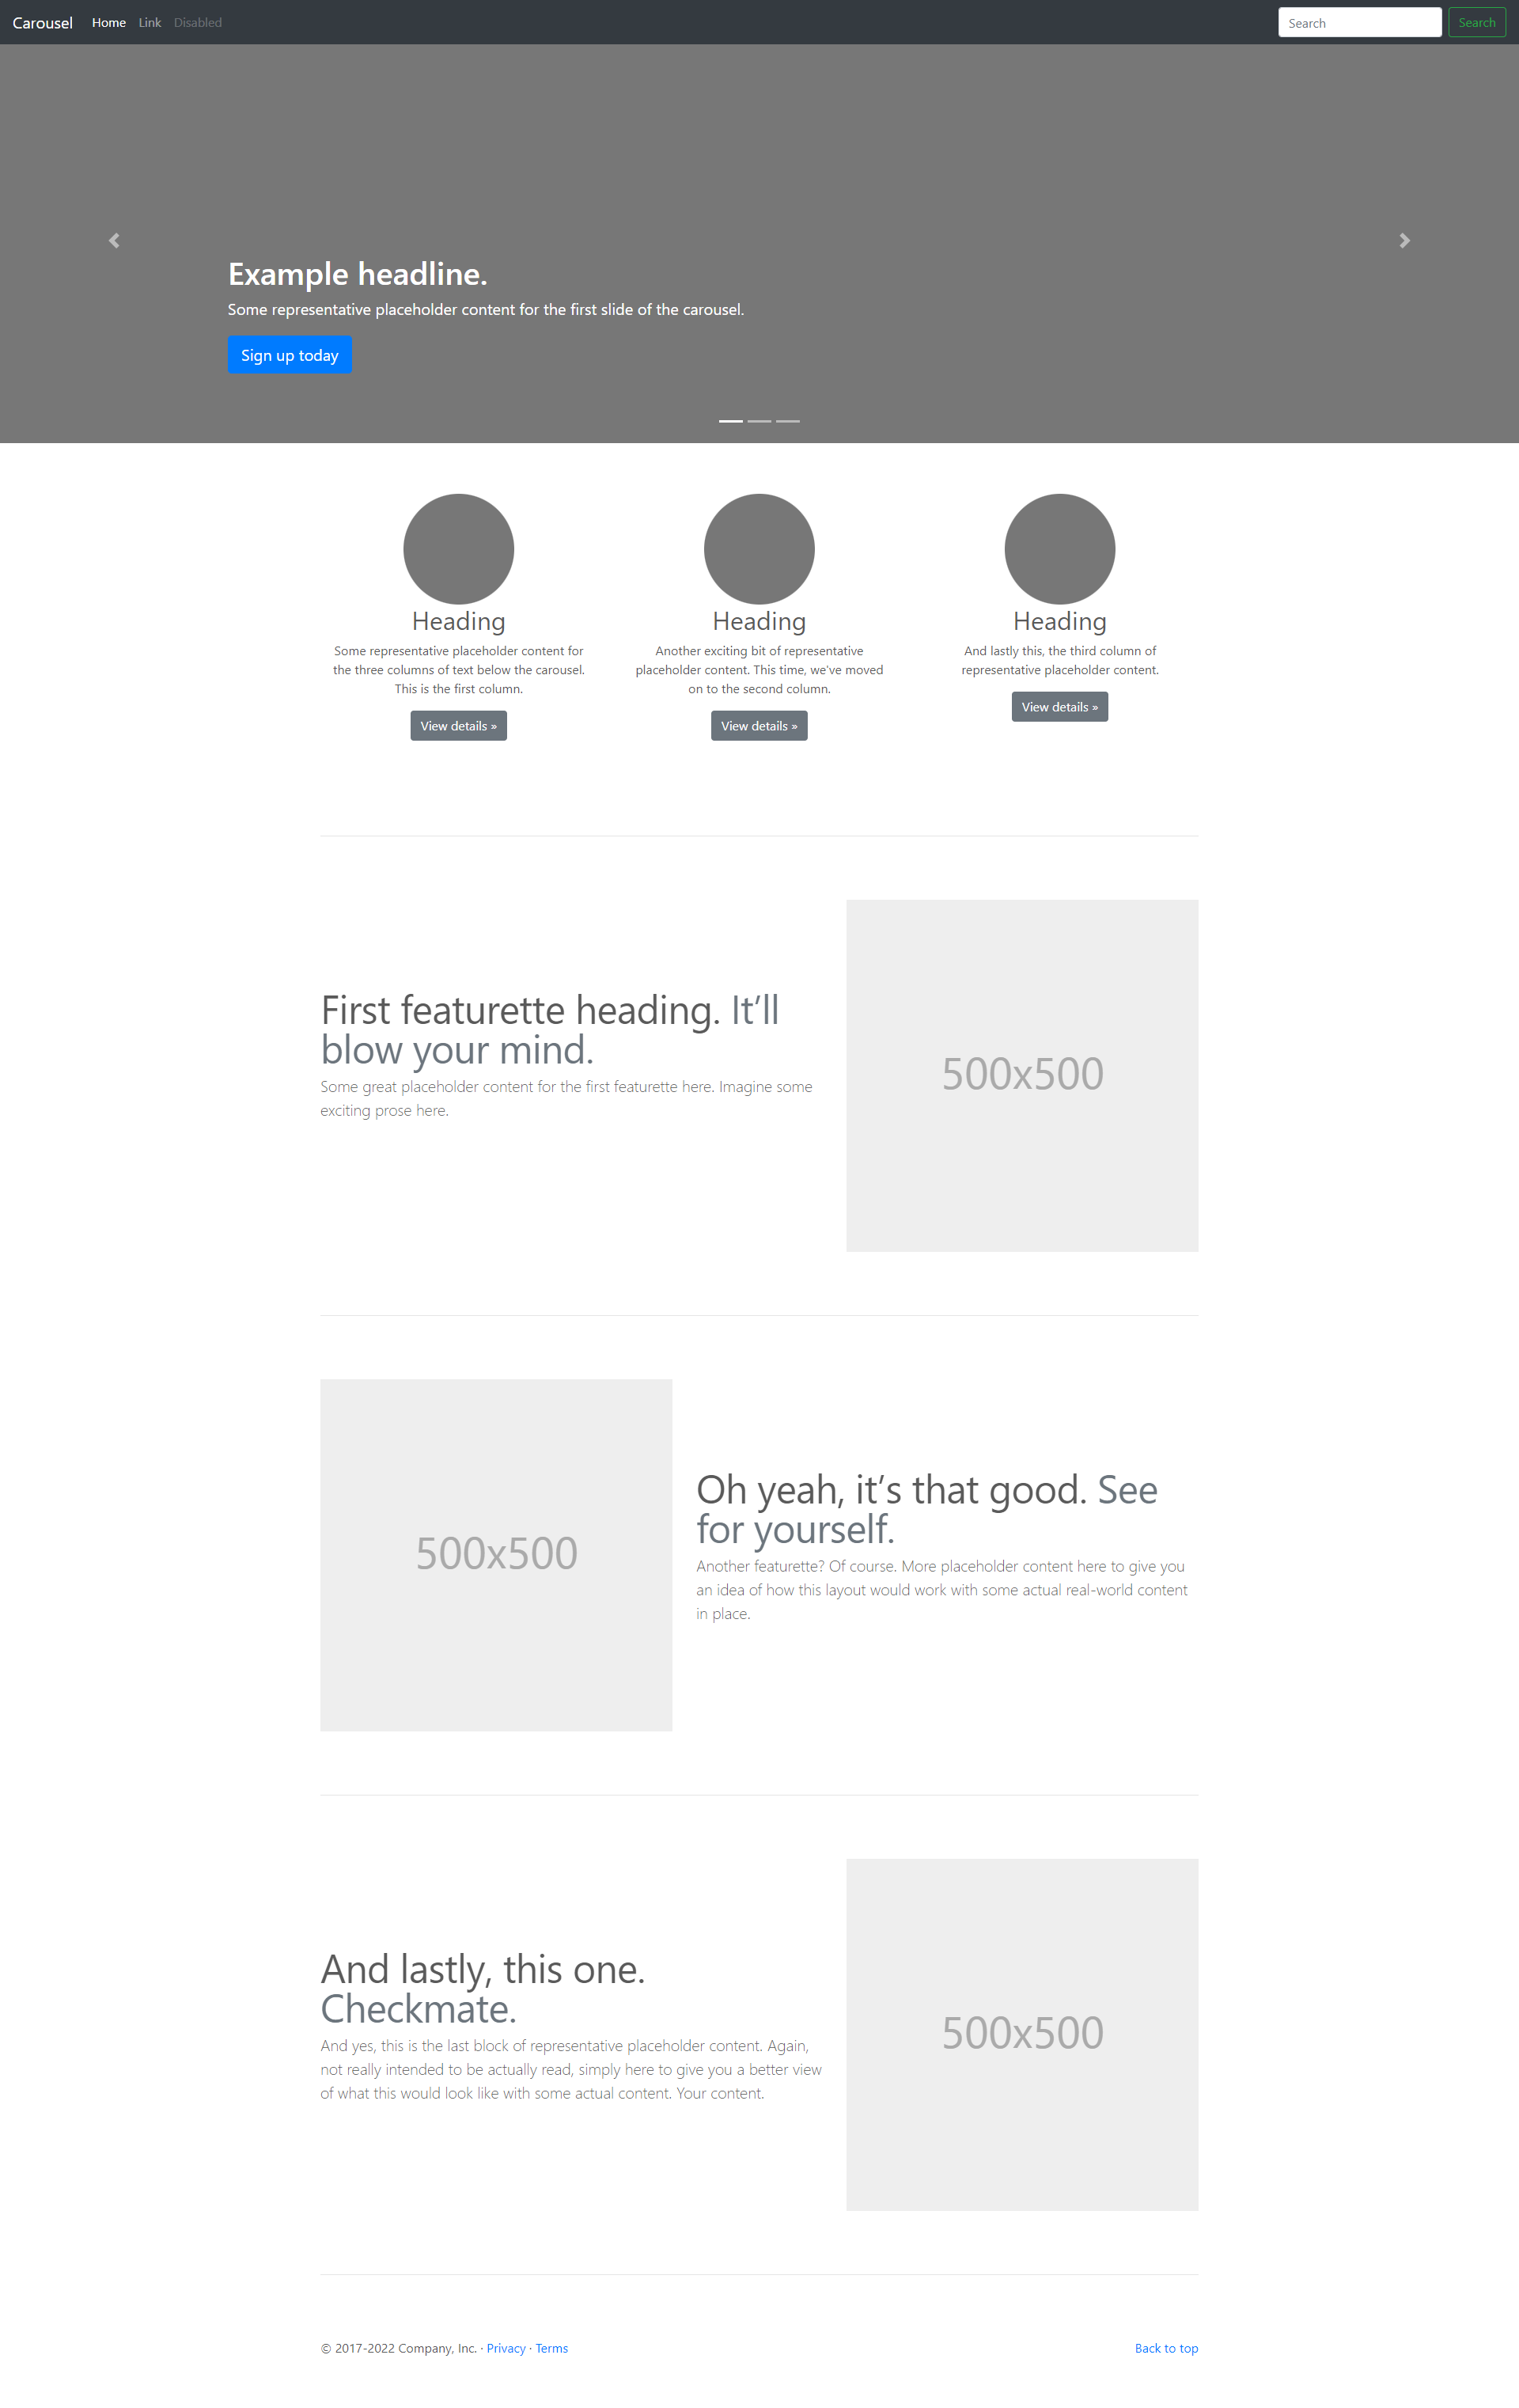 Carousel Home Link Disabled Search Search
Example headline.
Some representative placeholder content for the first slide of the carousel.
Sign up today
Heading
Some representative placeholder content for
the three columns of text below the carousel.
This is the first column.
View details »
Heading
Another exciting bit of representative
placeholder content. This time, we've moved
on to the second column.
View details »
Heading
And lastly this, the third column of
representative placeholder content.
View details »
First featurette heading. It'll
blow your mind.
Some great placeholder content for the first featurette here. Imagine some
exciting prose here.
500x500
500x500
Oh yeah, it's that good. See
for yourself.
Another featurette? Of course. More placeholder content here to give you
an idea of how this layout would work with some actual real-world content
in place.
And lastly, this one.
Checkmate.
And yes, this is the last block of representative placeholder content. Again,
not really intended to be actually read, simply here to give you a better view
of what this would look like with some actual content. Your content.
500x500
© 2017-2022 Company, Inc. · Privacy · Terms
Back to top